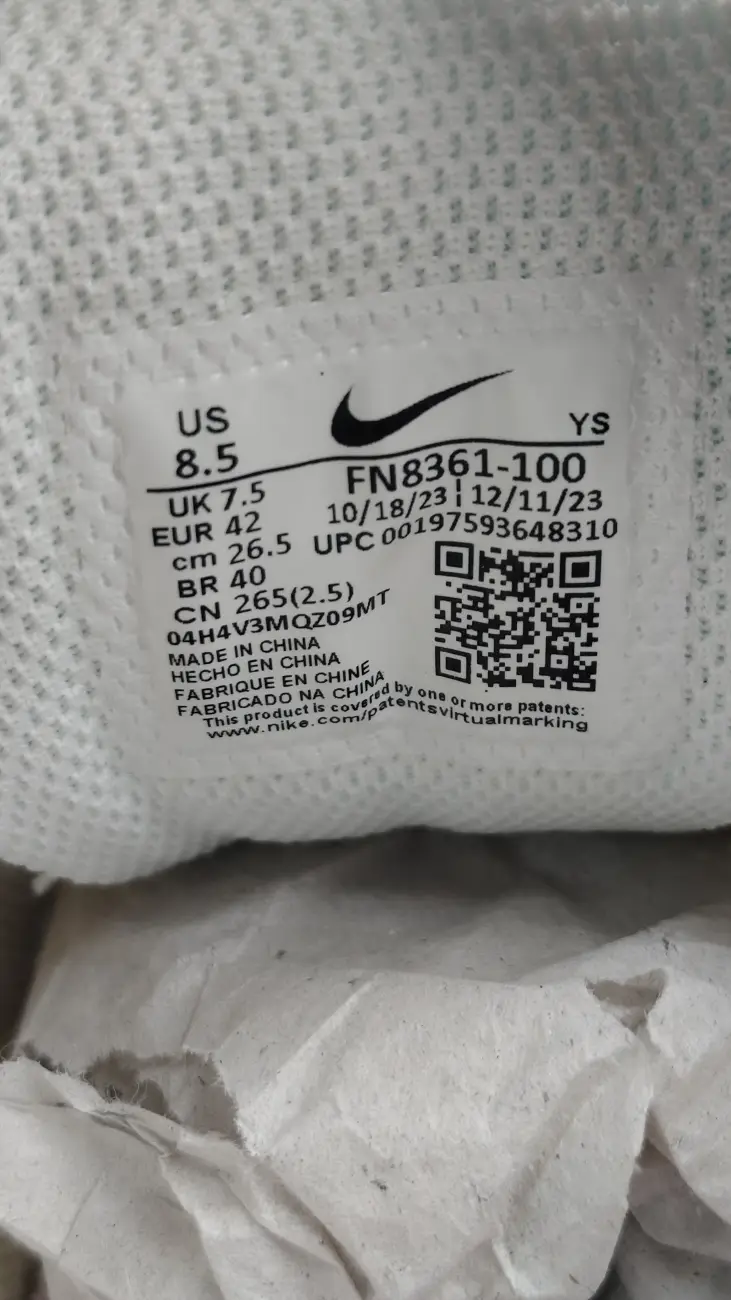 US
8.5
YS
UK 7.5
FN8361-100
EUR 42
10/18/23 | 12/11/23
cm 26.5
UPC 00197593648310
BR 40
CN 265(2.5)
04H4V3MQZ09MT
MADE IN CHINA
HECHO EN CHINA
FABRIQUE EN CHINE
FABRICADO NA CHINA
This product is covered by one or more patents:
www.nike.com/patentsvirtualmarking